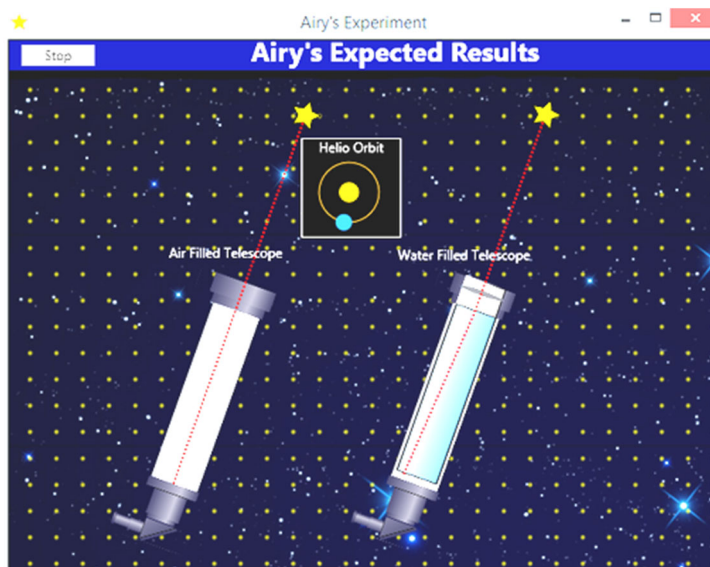 Airy's Experiment
Stop
Airy's Expected Results
Helio Orbit
Air Filled Telescope
Water Filled Telescope